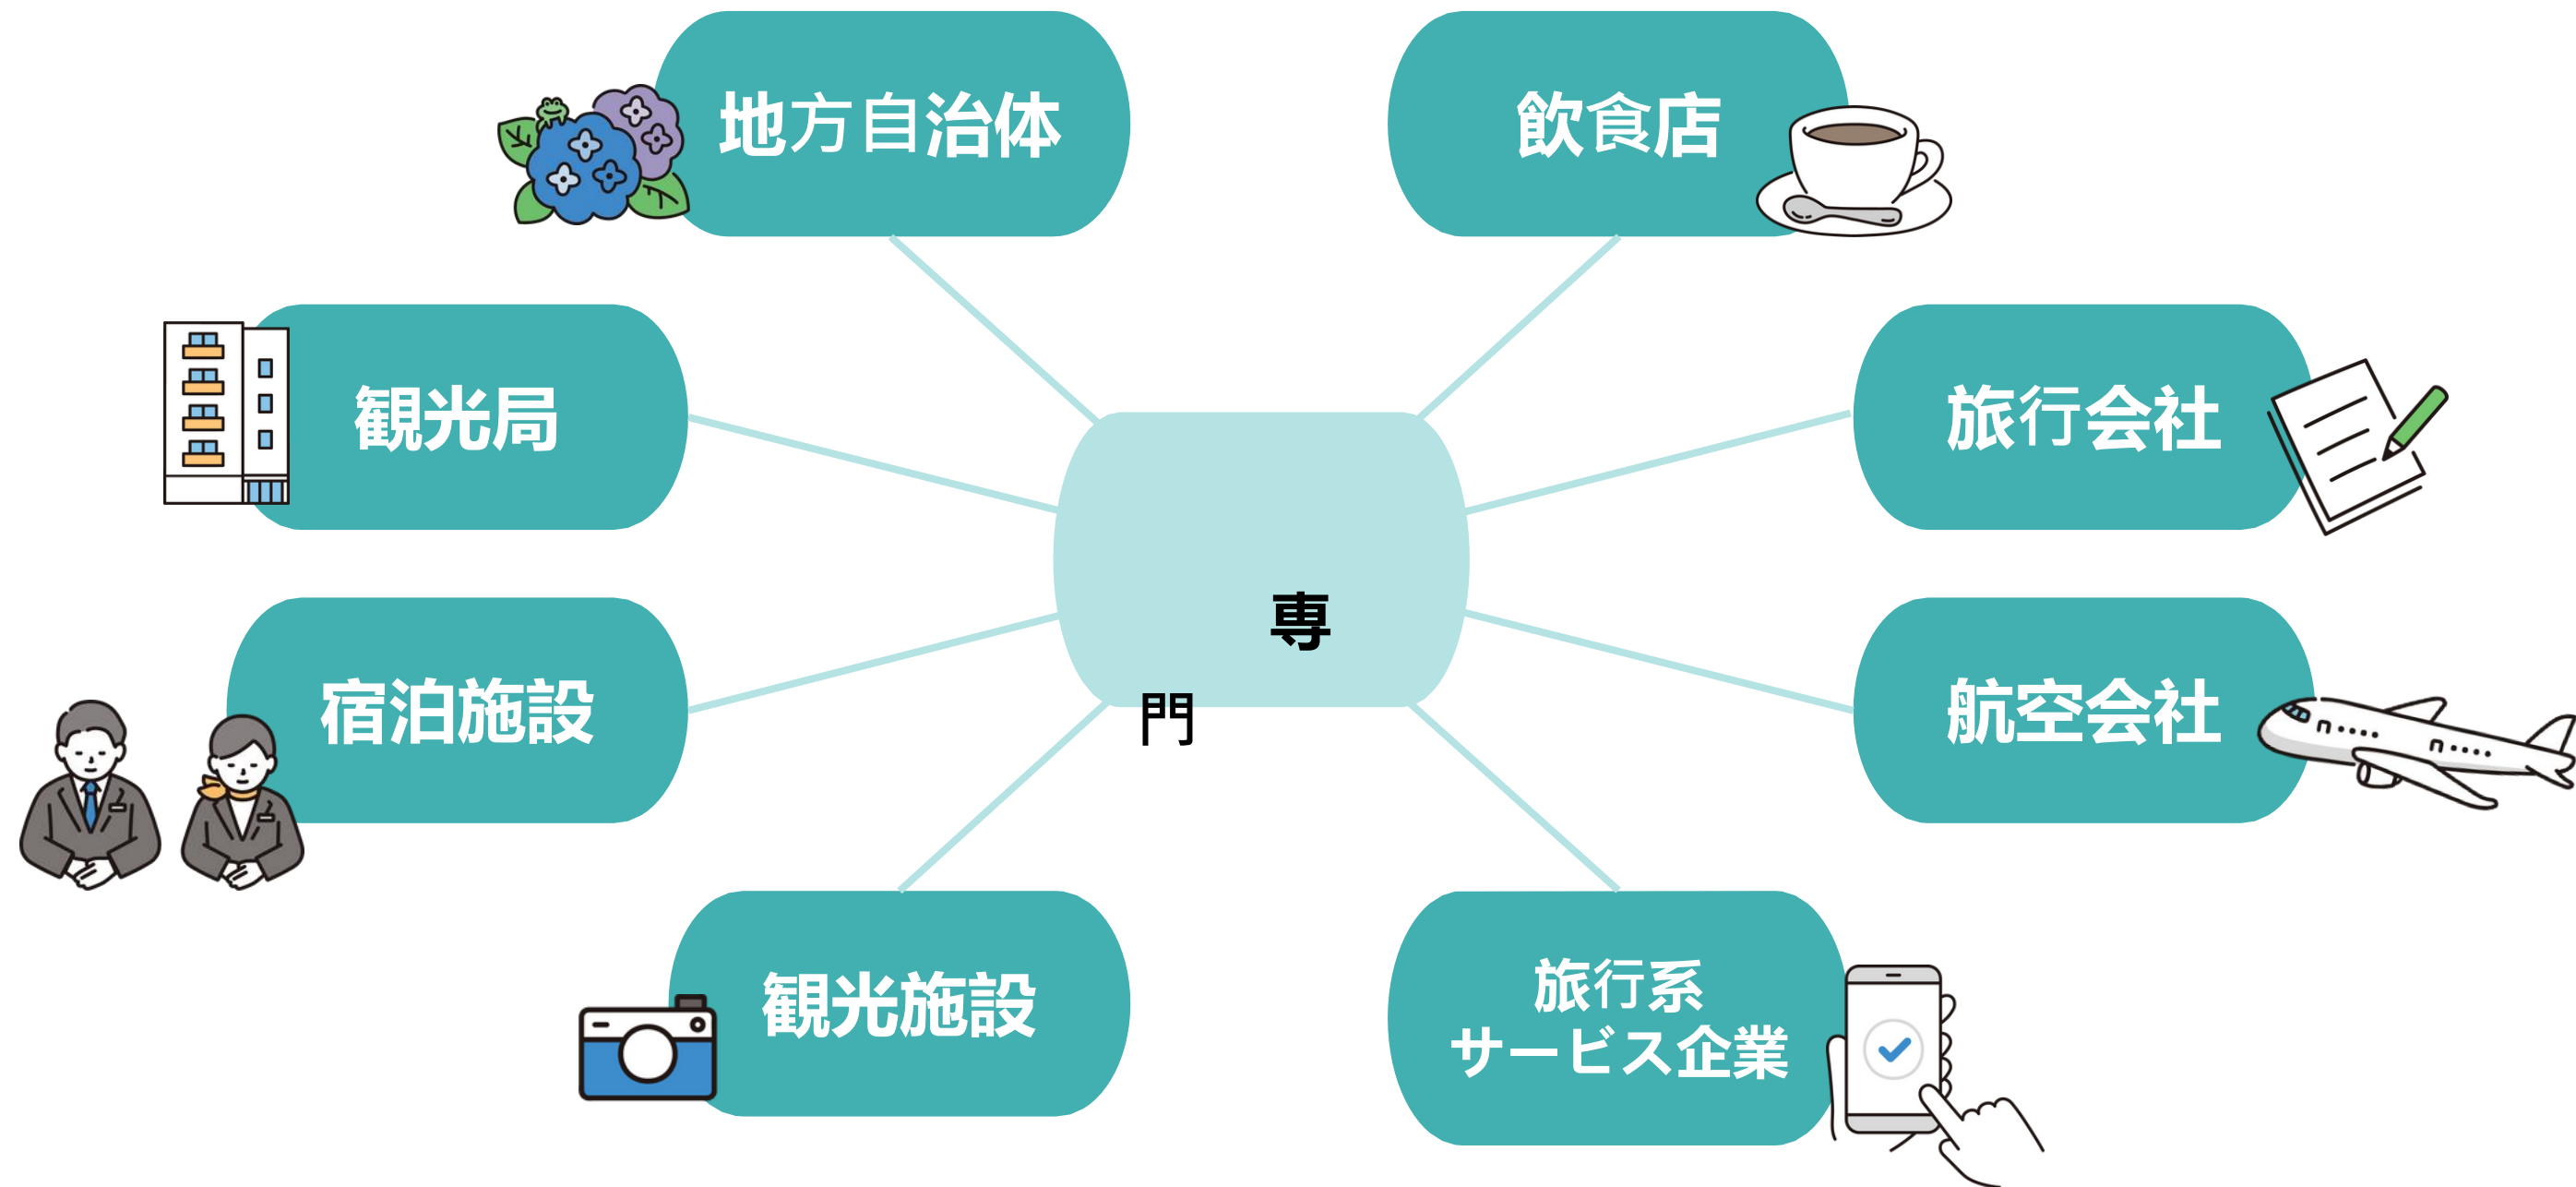 地方自治体
飲食店
観光局
旅行会社
専
門
宿泊施設
航空会社
観光施設
旅行系
サービス企業